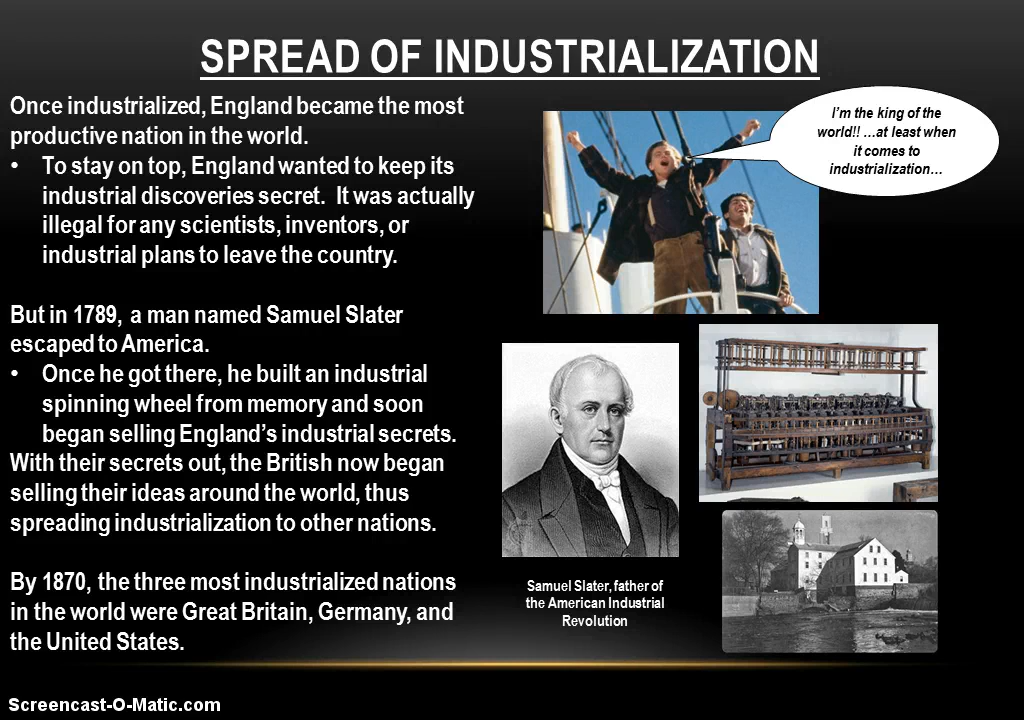 SPREAD OF INDUSTRIALIZATION
Once industrialized, England became the most
productive nation in the world.
• To stay on top, England wanted to keep its
industrial discoveries secret. It was actually
illegal for any scientists, inventors, or
industrial plans to leave the country.
But in 1789, a man named Samuel Slater
escaped to America.
• Once he got there, he built an industrial
spinning wheel from memory and soon
began selling England's industrial secrets.
With their secrets out, the British now began
selling their ideas around the world, thus
spreading industrialization to other nations.
By 1870, the three most industrialized nations
in the world were Great Britain, Germany, and
the United States.
I'm the king of the
world!! …at least when
it comes to
industrialization…
Samuel Slater, father of
the American Industrial
Revolution
Screencast-O-Matic.com